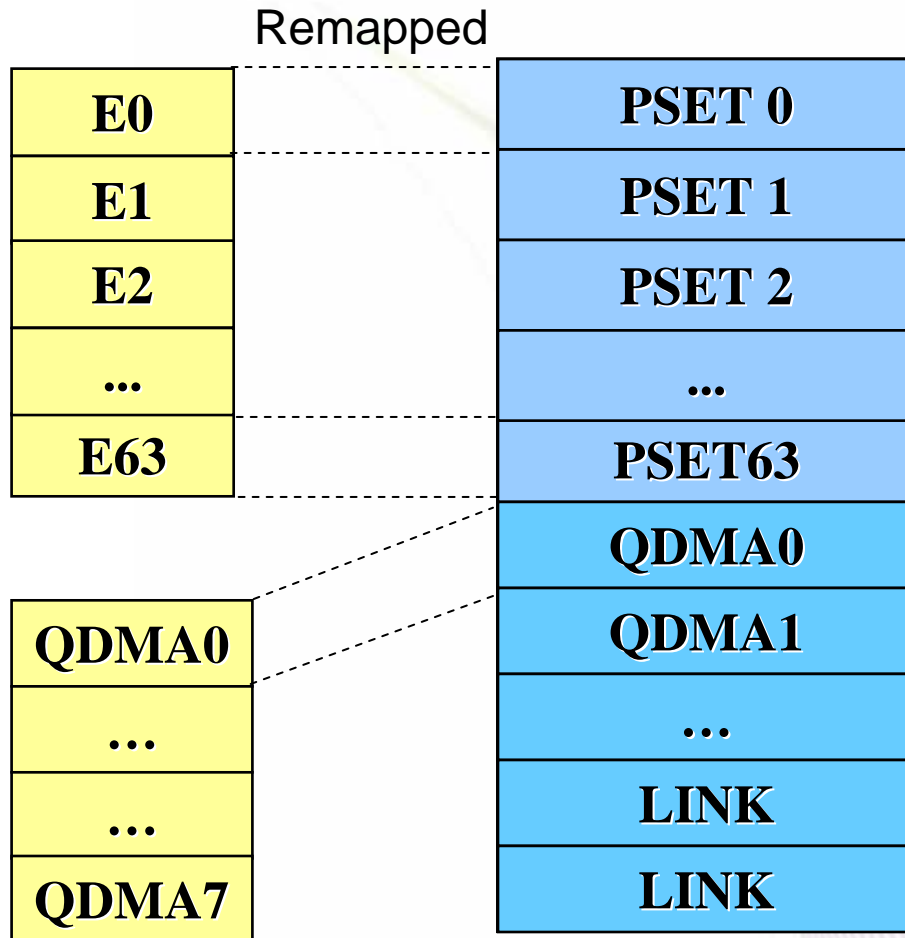 Remapped
E0
E1
E2
...
E63
QDMA0
...
...
QDMA7
PSET 0
PSET 1
PSET 2
...
PSET63
QDMA0
QDMA1
...
LINK
LINK